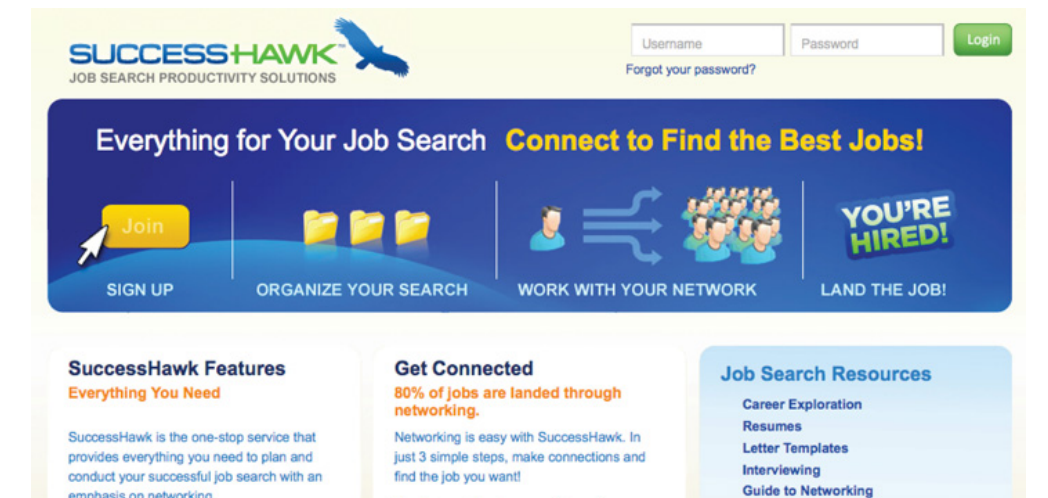 SUCCESSHAWK™
JOB SEARCH PRODUCTIVITY SOLUTIONS
Username
Password
Login
Forgot your password?
Everything for Your Job Search Connect to Find the Best Jobs!
Join
YOU'RE
HIRED!
SIGN UP
ORGANIZE YOUR SEARCH
WORK WITH YOUR NETWORK
LAND THE JOB!
SuccessHawk Features
Everything You Need
SuccessHawk is the one-stop service that
provides everything you need to plan and
conduct your successful job search with an
emphasis on networking
Get Connected
80% of jobs are landed through
networking.
Networking is easy with SuccessHawk. In
just 3 simple steps, make connections and
find the job you want!
Job Search Resources
Career Exploration
Resumes
Letter Templates
Interviewing
Guide to Networking